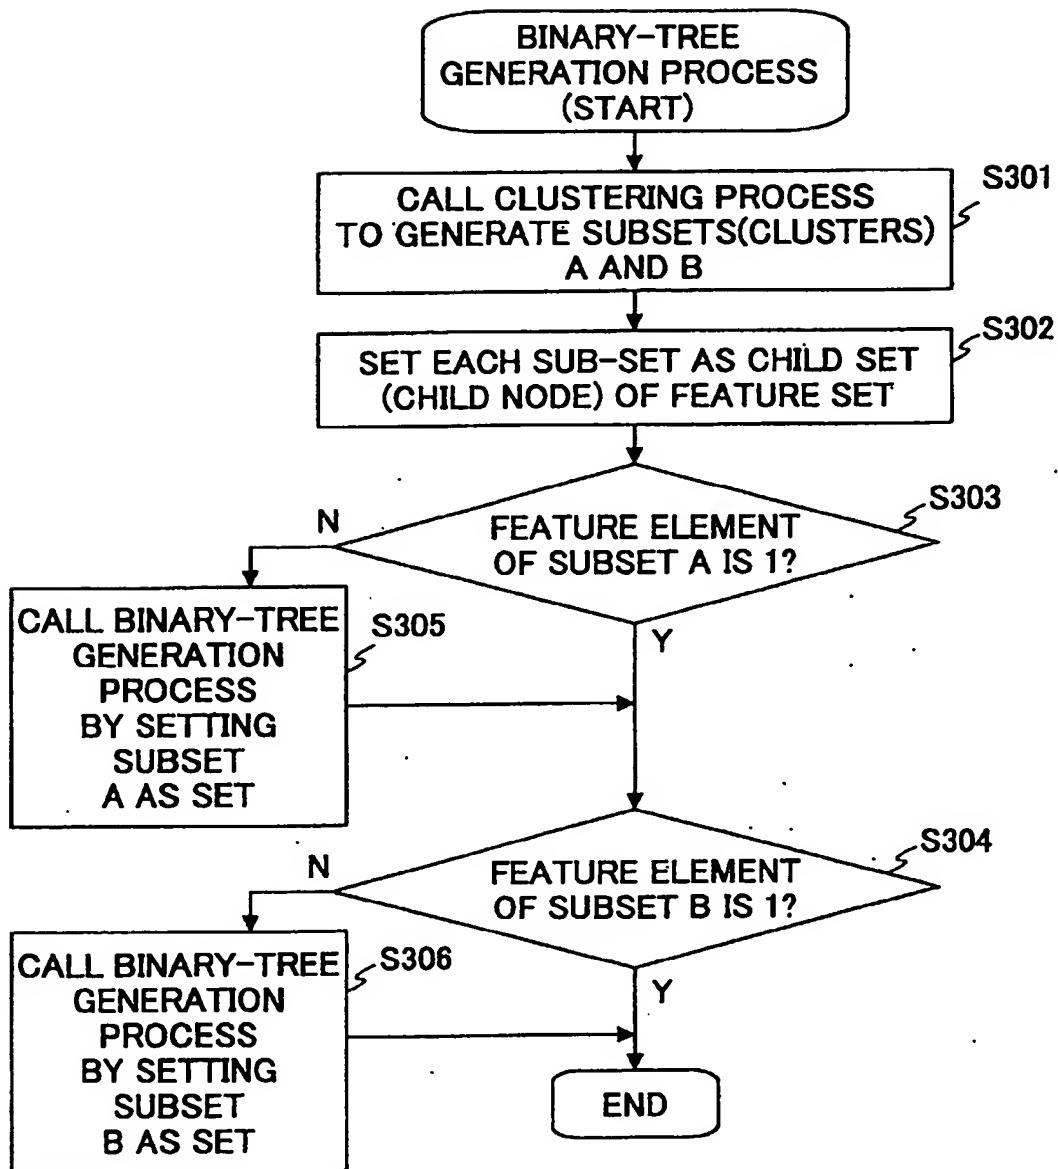 BINARY-TREE
GENERATION PROCESS
(START)
S301
CALL CLUSTERING PROCESS
TO GENERATE SUBSETS(CLUSTERS)
A AND B
S302
SET EACH SUB-SET AS CHILD SET
(CHILD NODE) OF FEATURE SET
S303
FEATURE ELEMENT
OF SUBSET A IS 1?
N
Y
S305
CALL BINARY-TREE
GENERATION
PROCESS
BY SETTING
SUBSET
A AS SET
S304
FEATURE ELEMENT
OF SUBSET B IS 1?
N
Y
S306
CALL BINARY-TREE
GENERATION
PROCESS
BY SETTING
SUBSET
B AS SET
END